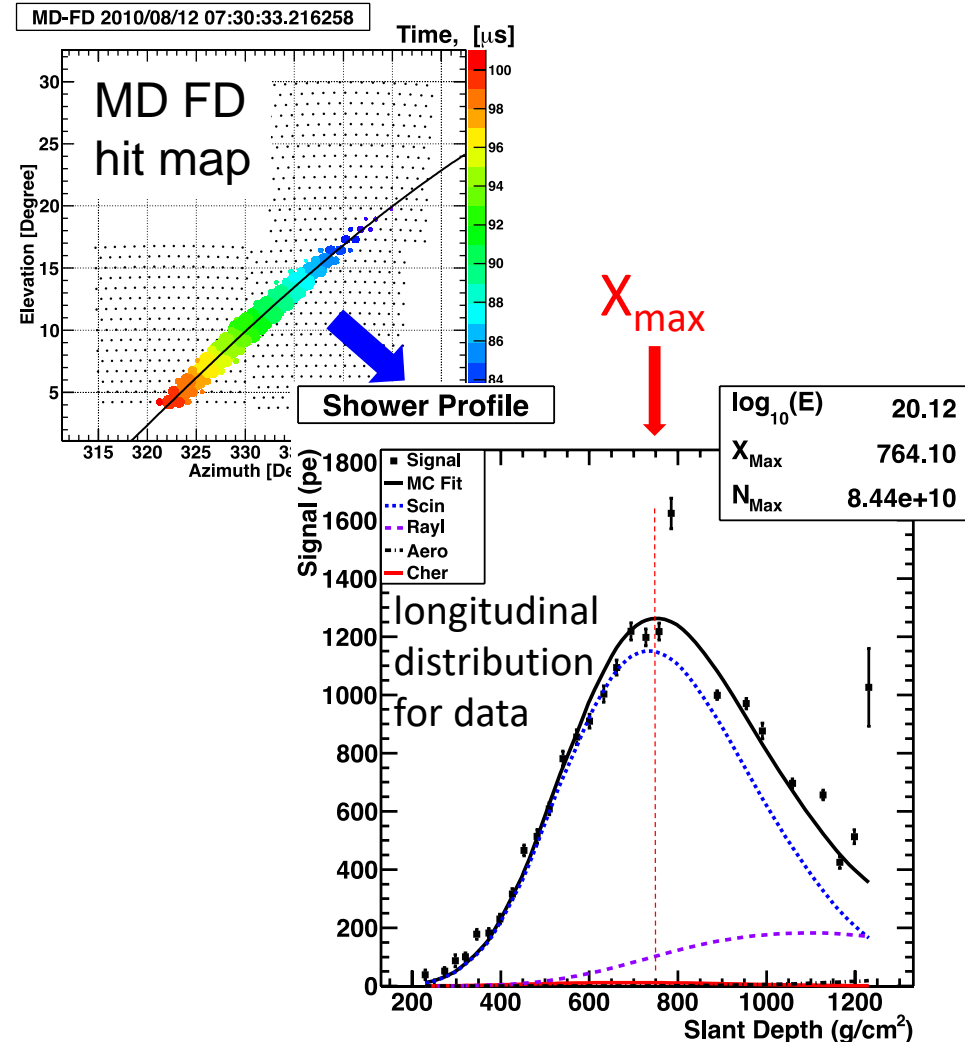 MD-FD 2010/08/12 07:30:33.216258
Time, [μs]
MD FD
hit map
Elevation [Degree]
30
25
20
15
10
5
100
98
96
94
92
90
88
86
84
315 320 325 330 33
Azimuth [De
X_max
Shower Profile
log₁₀(E) 20.12
X_Max 764.10
N_Max 8.44e+10
Signal (pe)
1800
1600
1400
1200
1000
800
600
400
200
0
Signal
MC Fit
Scin
Rayl
Aero
Cher
longitudinal
distribution
for data
200 400 600 800 1000 1200
Slant Depth (g/cm²)